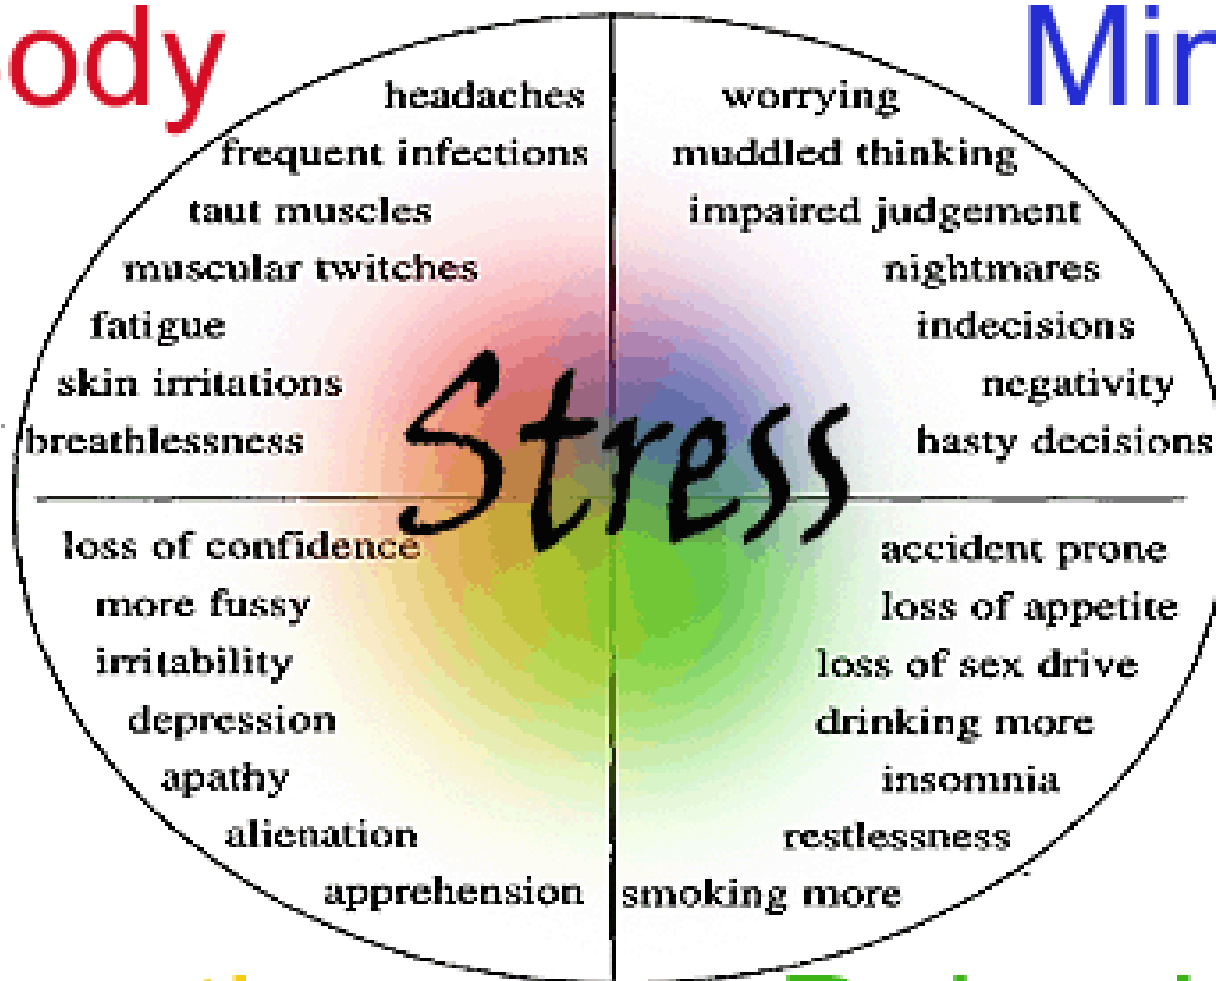 ody
Min
headaches
frequent infections
taut muscles
muscular twitches
fatigue
skin irritations
breathlessness
worrying
muddled thinking
impaired judgement
nightmares
indecisions
negativity
hasty decisions
Stress
loss of confidence
more fussy
irritability
depression
apathy
alienation
apprehension
accident prone
loss of appetite
loss of sex drive
drinking more
insomnia
restlessness
smoking more